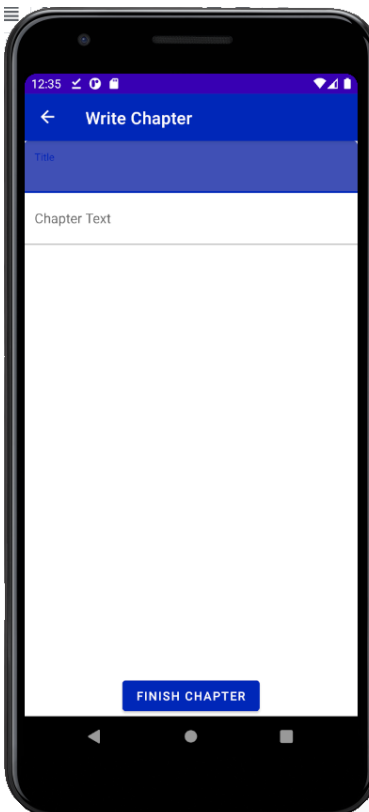 12:35
Write Chapter
Title
Chapter Text
FINISH CHAPTER